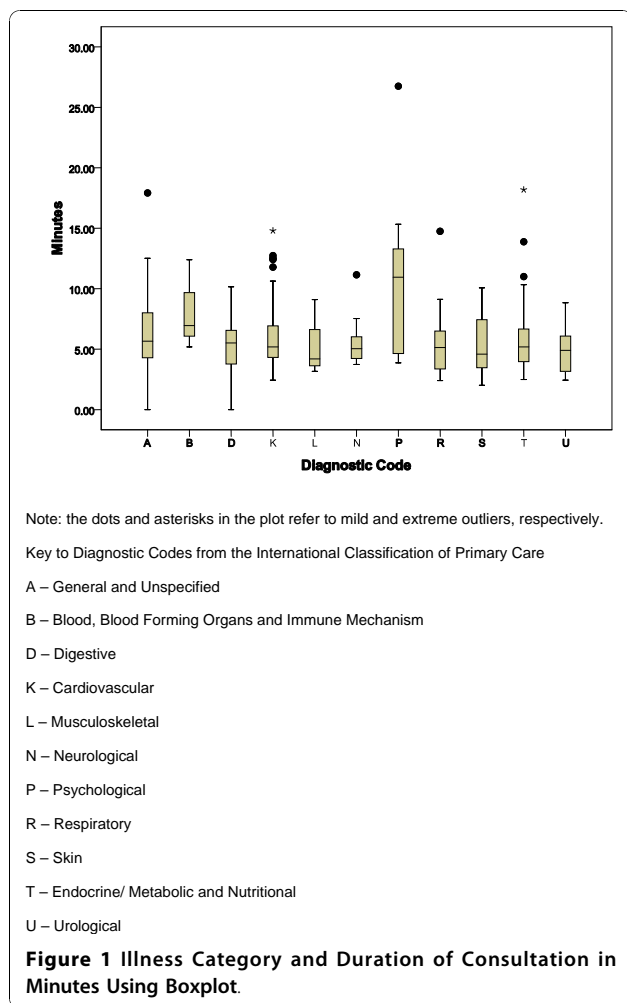 30.00
25.00
20.00
15.00
10.00
5.00
0.00
Minutes
A B D K L N P R S T U
Diagnostic Code
Note: the dots and asterisks in the plot refer to mild and extreme outliers, respectively.
Key to Diagnostic Codes from the International Classification of Primary Care
A – General and Unspecified
B – Blood, Blood Forming Organs and Immune Mechanism
D – Digestive
K – Cardiovascular
L – Musculoskeletal
N – Neurological
P – Psychological
R – Respiratory
S – Skin
T – Endocrine/ Metabolic and Nutritional
U – Urological
Figure 1 Illness Category and Duration of Consultation in
Minutes Using Boxplot.